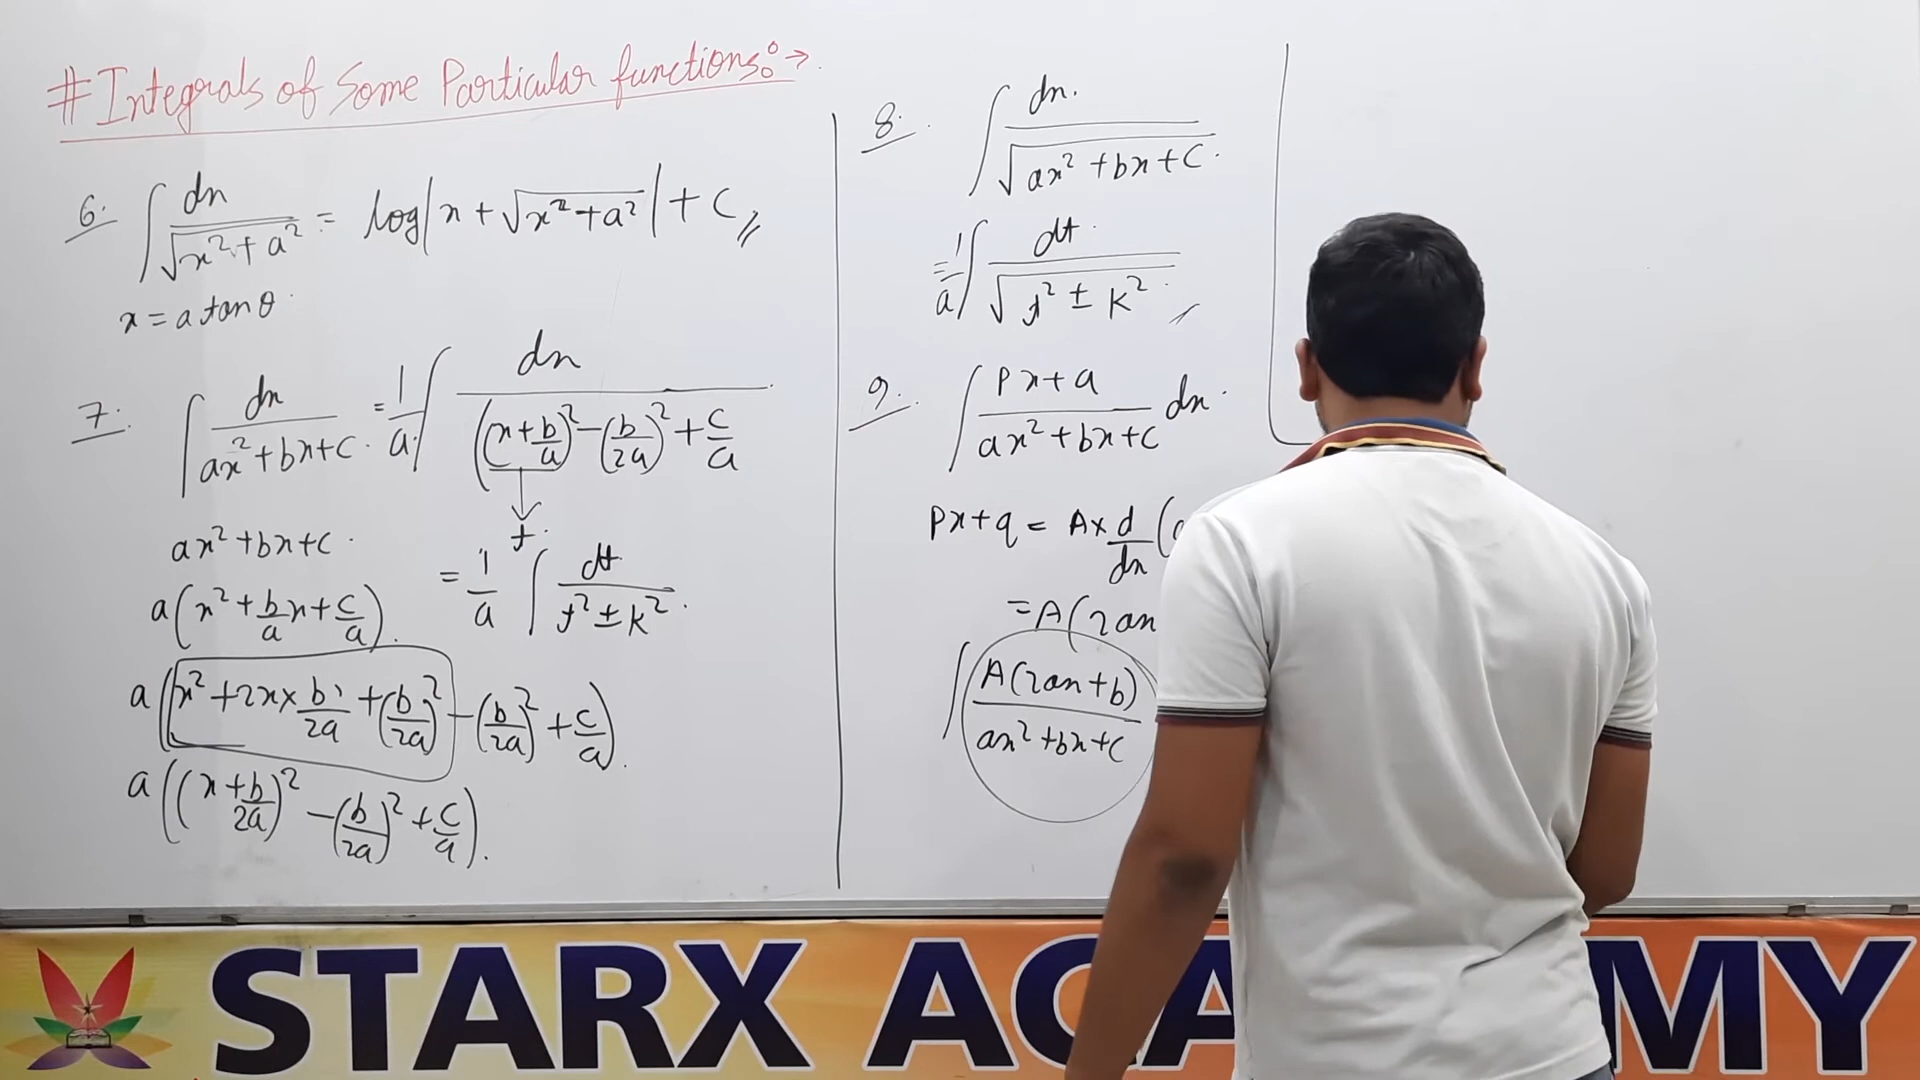 # Integrals of Some Particular functions:→.
6. ∫ dx/√(x² + a²) = log|x + √(x² + a²)| + C
x = a tan θ
7. ∫ dx/(ax² + bx + c) = 1/a ∫ dx/((x + b/a)² - (b/2a)² + c/a)
↓
t
ax² + bx + c
= 1/a ∫ dt/(t² ± k²)
a(x² + b/a x + c/a)
a(x² + 2x × b/2a + (b/2a)² - (b/2a)² + c/a)
a((x + b/2a)² - (b/2a)² + c/a)
8. ∫ dx/√(ax² + bx + c)
= 1/a ∫ dt/√(t² ± k²)
9. ∫ (px + a)/(ax² + bx + c) dx
px + q = A × d/dx (
= A(2ax
∫ A(2ax + b)/(ax² + bx + c)
STARX ACA MY